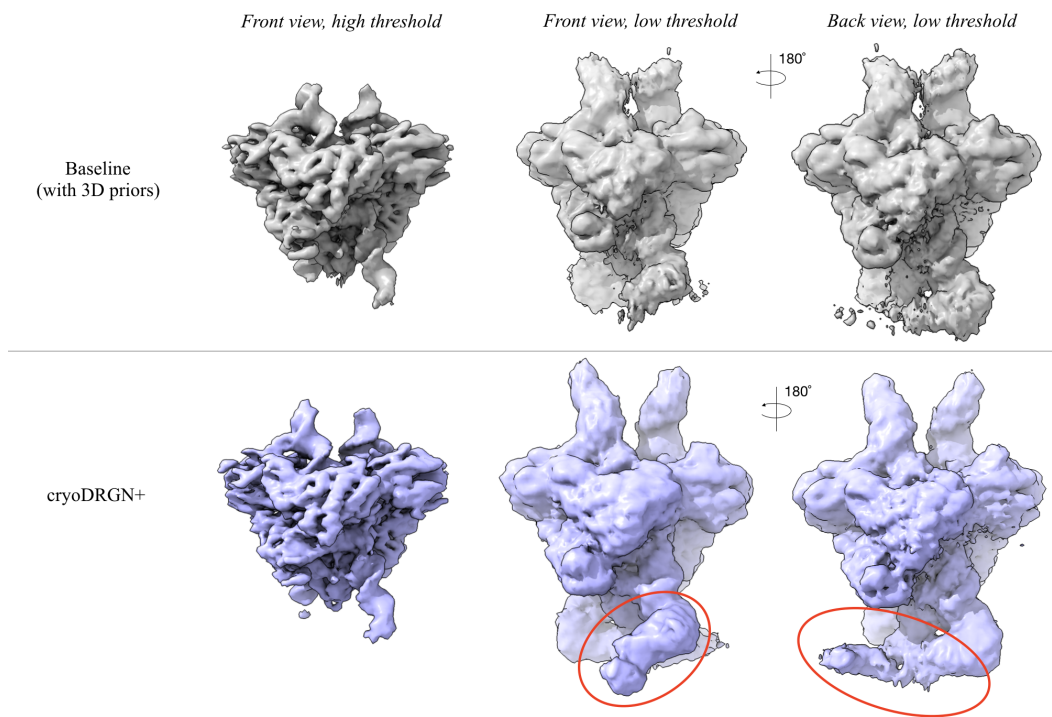 Front view, high threshold
Front view, low threshold
Back view, low threshold
180°
Baseline
(with 3D priors)
180°
cryoDRGN+